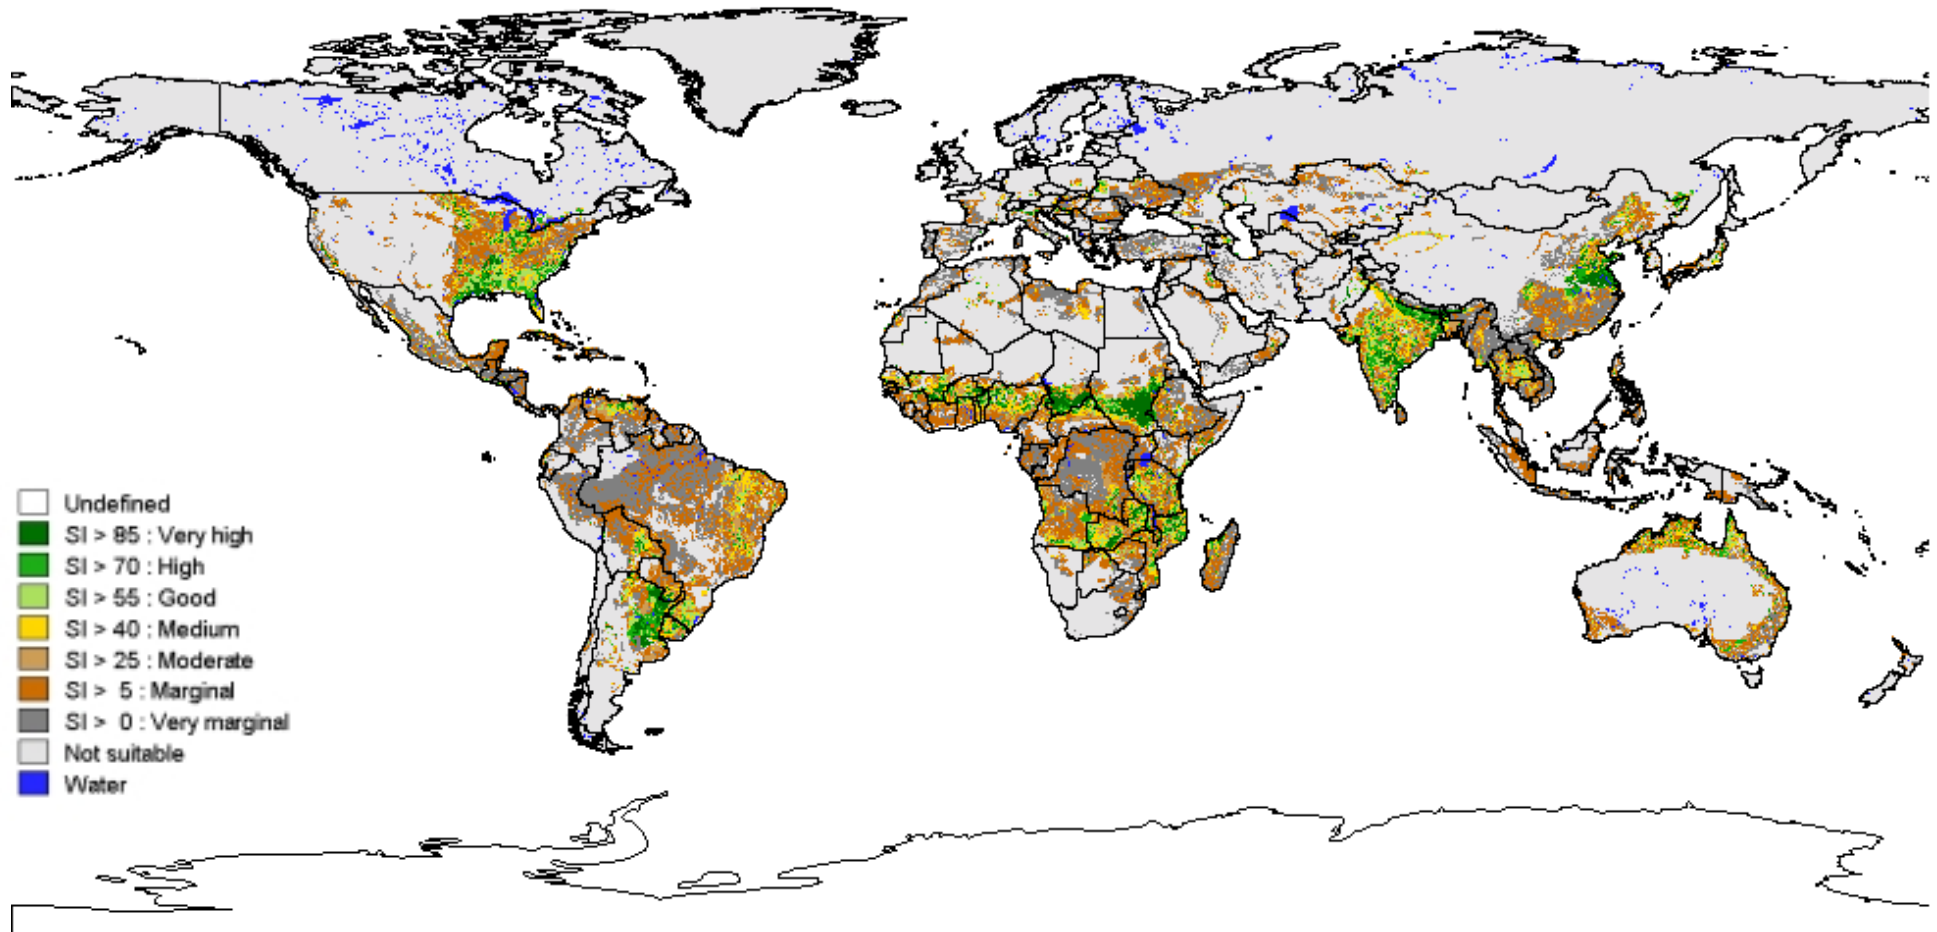 Undefined
SI > 85 : Very high
SI > 70 : High
SI > 55 : Good
SI > 40 : Medium
SI > 25 : Moderate
SI > 5 : Marginal
SI > 0 : Very marginal
Not suitable
Water